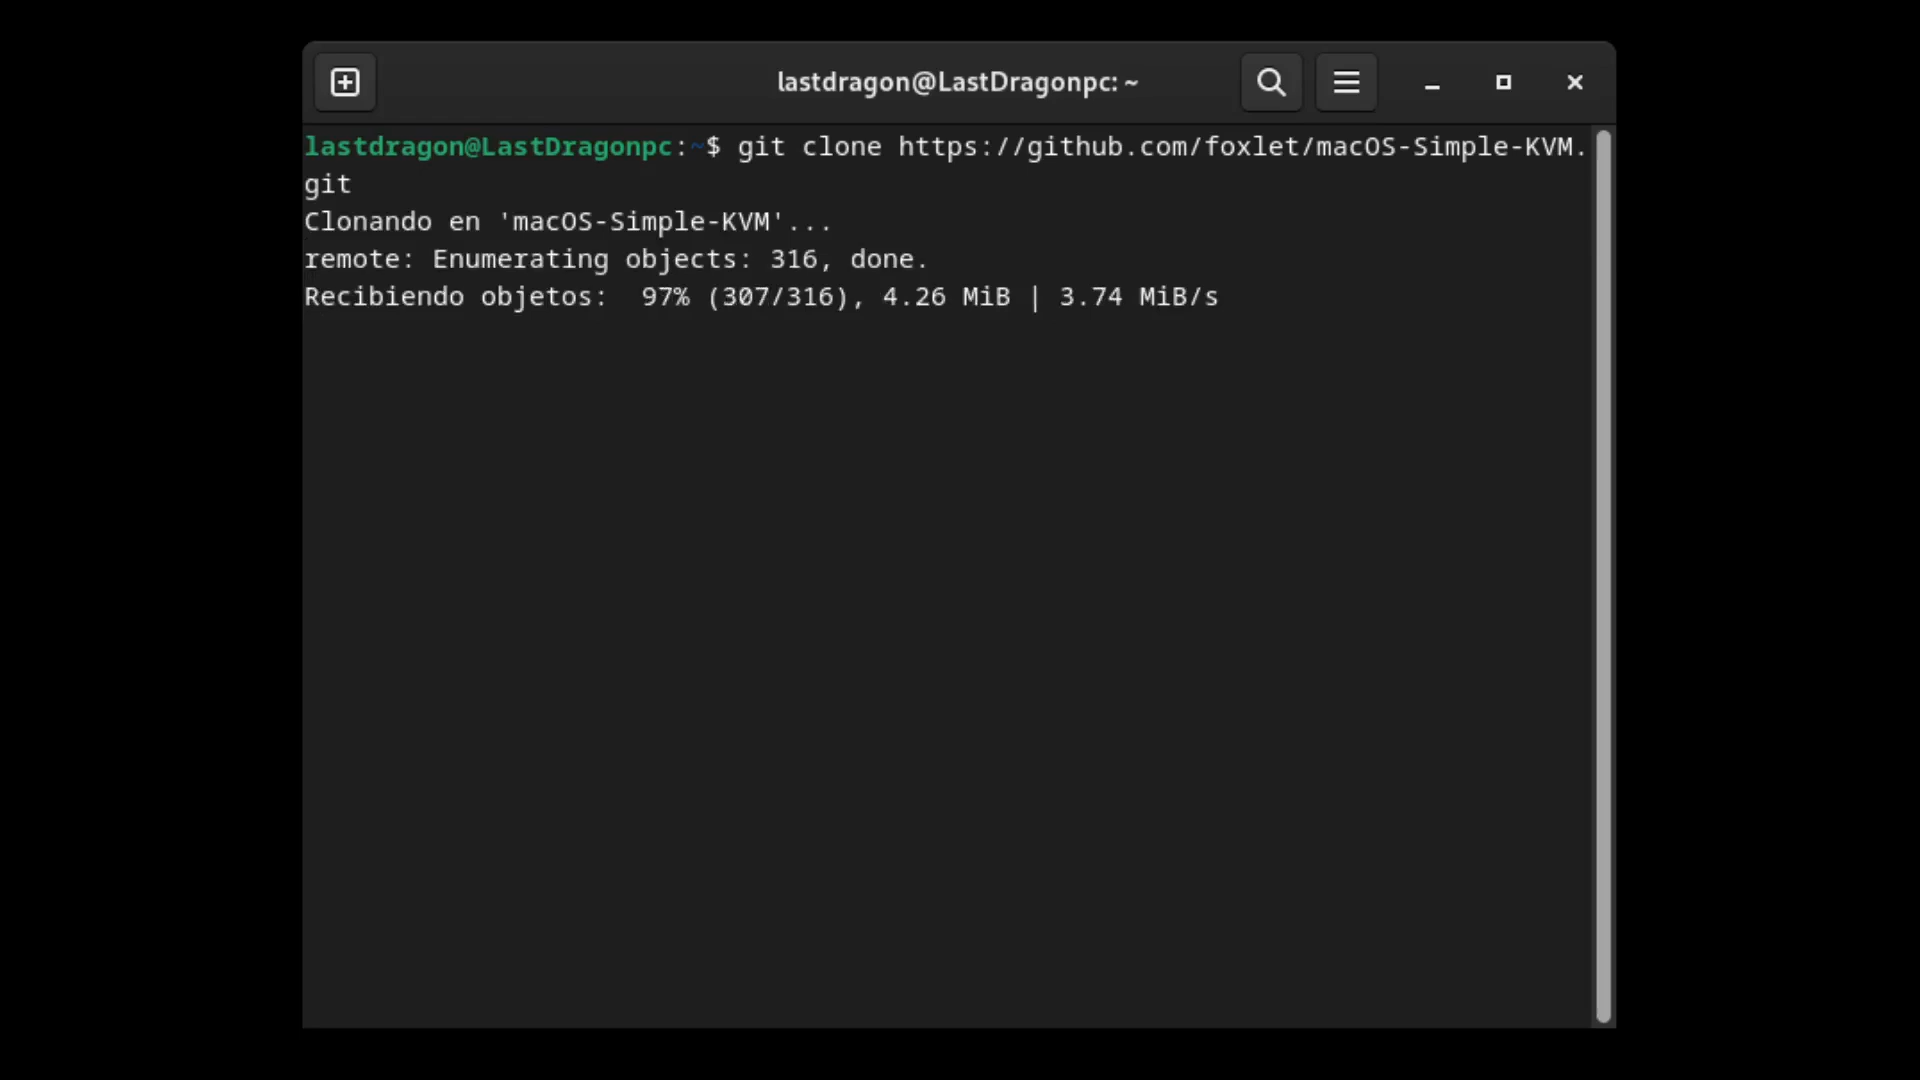 lastdragon@LastDragonpc: ~
lastdragon@LastDragonpc:~$ git clone https://github.com/foxlet/macOS-Simple-KVM.
git
Clonando en 'macOS-Simple-KVM'...
remote: Enumerating objects: 316, done.
Recibiendo objetos:  97% (307/316), 4.26 MiB | 3.74 MiB/s